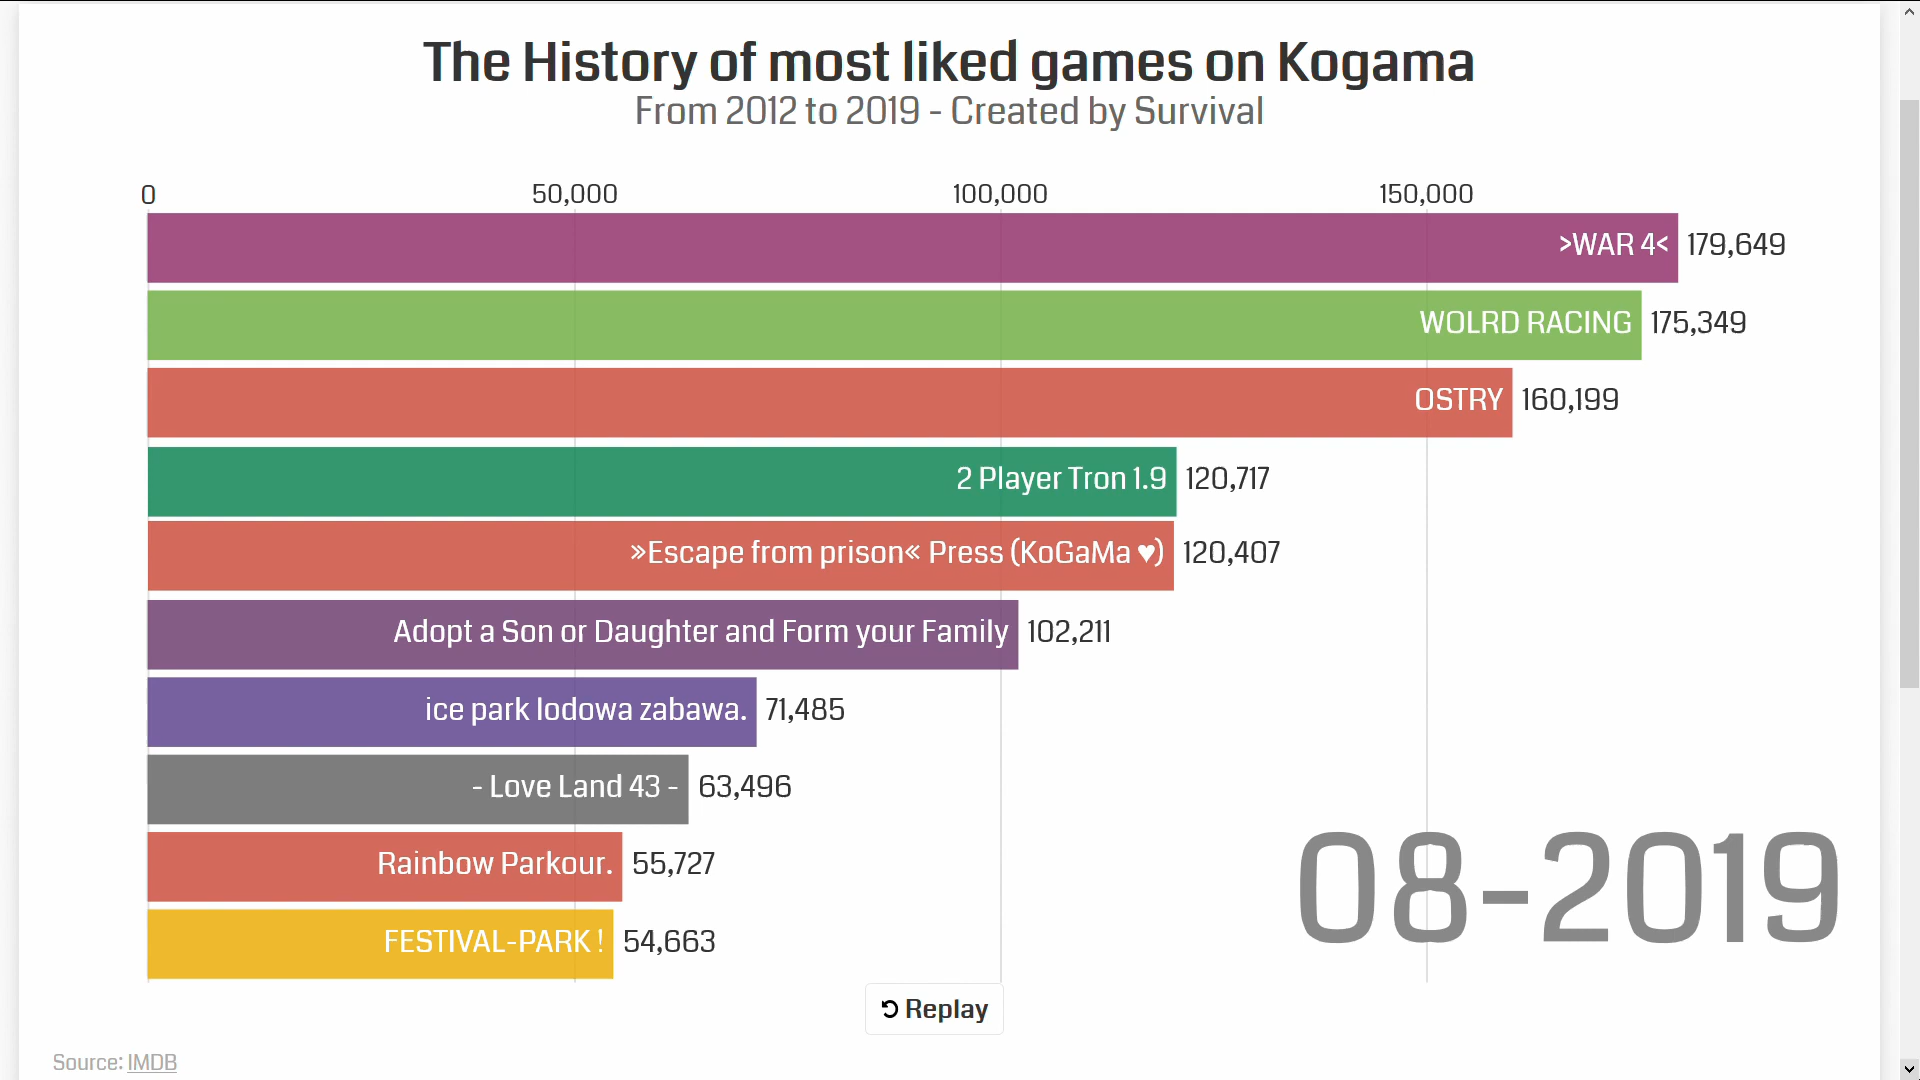 The History of most liked games on Kogama
From 2012 to 2019 - Created by Survival
0 50,000 100,000 150,000
>WAR 4< 179,649
WOLRD RACING 175,349
OSTRY 160,199
2 Player Tron 1.9 120,717
»Escape from prison« Press (KoGaMa ♥) 120,407
Adopt a Son or Daughter and Form your Family 102,211
ice park lodowa zabawa. 71,485
- Love Land 43 - 63,496
Rainbow Parkour. 55,727
FESTIVAL-PARK ! 54,663
08-2019
Replay
Source: IMDB